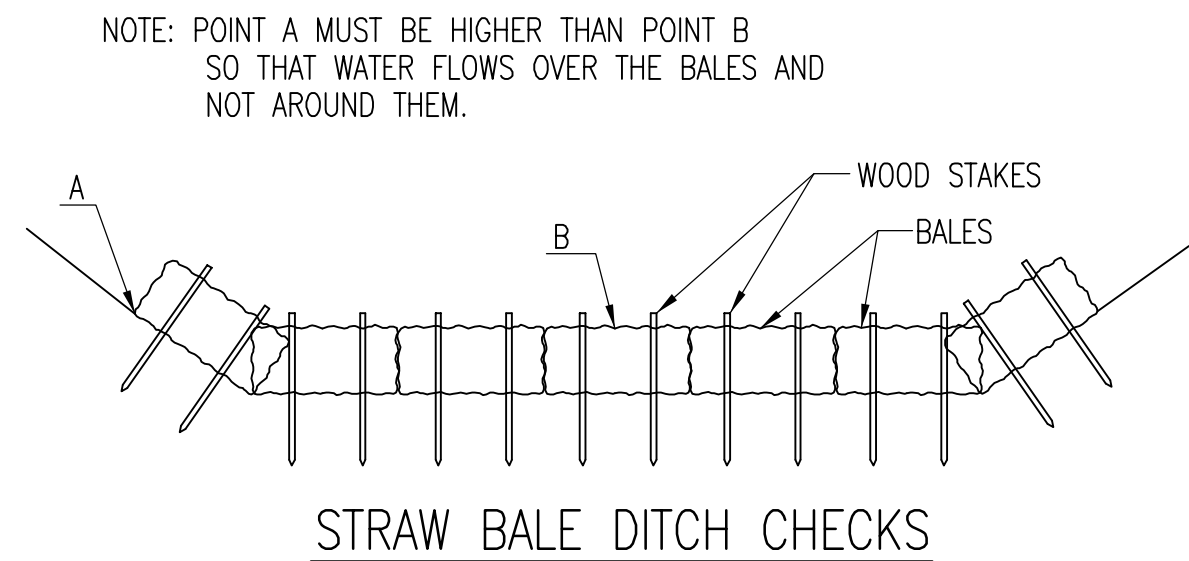 NOTE: POINT A MUST BE HIGHER THAN POINT B
SO THAT WATER FLOWS OVER THE BALES AND
NOT AROUND THEM.
A
WOOD STAKES
B
BALES
STRAW BALE DITCH CHECKS